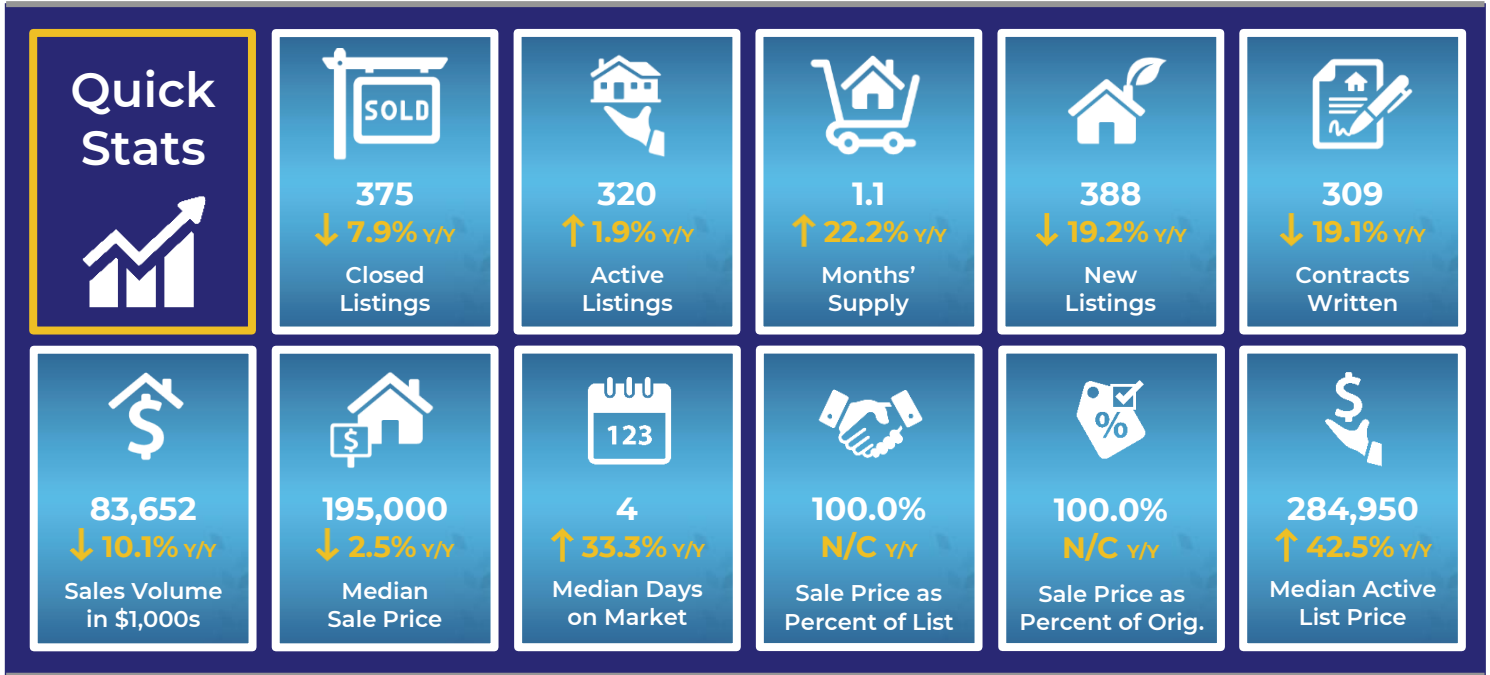 Quick
Stats
SOLD
375
↓ 7.9% Y/Y
Closed
Listings
320
↑ 1.9% Y/Y
Active
Listings
1.1
↑ 22.2% Y/Y
Months’
Supply
388
↓ 19.2% Y/Y
New
Listings
309
↓ 19.1% Y/Y
Contracts
Written
$
83,652
↓ 10.1% Y/Y
Sales Volume
in $1,000s
$
195,000
↓ 2.5% Y/Y
Median
Sale Price
123
4
↑ 33.3% Y/Y
Median Days
on Market
100.0%
N/C Y/Y
Sale Price as
Percent of List
%
100.0%
N/C Y/Y
Sale Price as
Percent of Orig.
$
284,950
↑ 42.5% Y/Y
Median Active
List Price